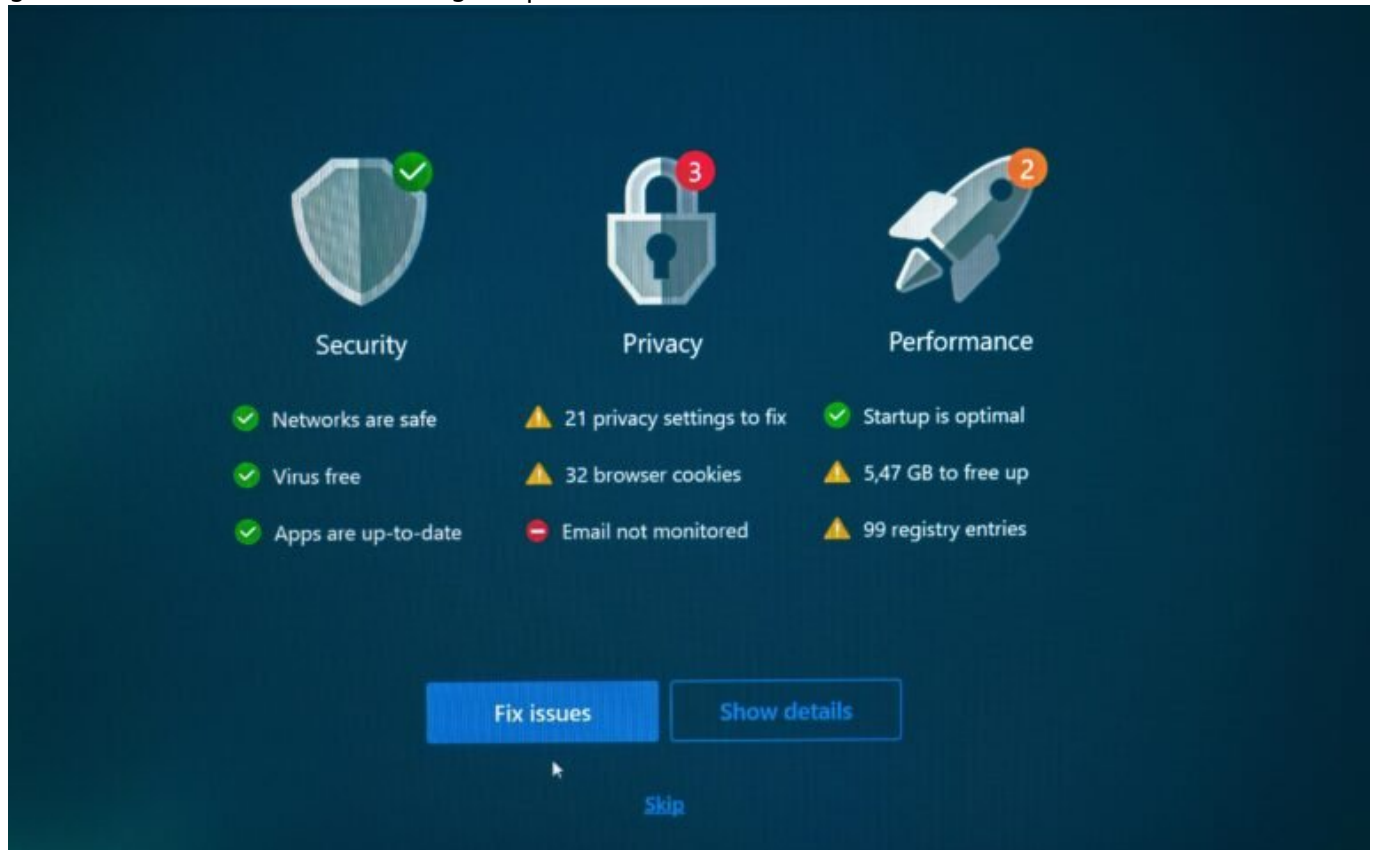 3
2
Security
Privacy
Performance
Networks are safe
Virus free
Apps are up-to-date
21 privacy settings to fix
32 browser cookies
Email not monitored
Startup is optimal
5,47 GB to free up
99 registry entries
Fix issues
Show details
Skip